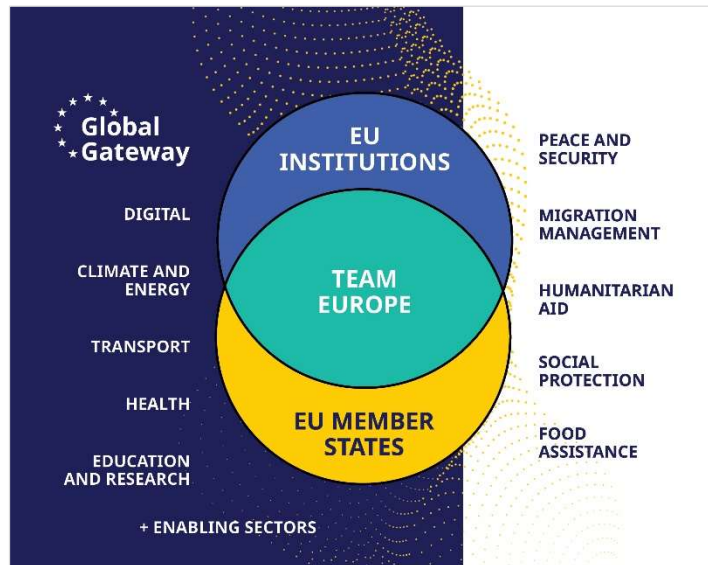 Global
Gateway
DIGITAL
CLIMATE AND
ENERGY
TRANSPORT
HEALTH
EDUCATION
AND RESEARCH
+ ENABLING SECTORS
EU
INSTITUTIONS
TEAM
EUROPE
EU MEMBER
STATES
PEACE AND
SECURITY
MIGRATION
MANAGEMENT
HUMANITARIAN
AID
SOCIAL
PROTECTION
FOOD
ASSISTANCE